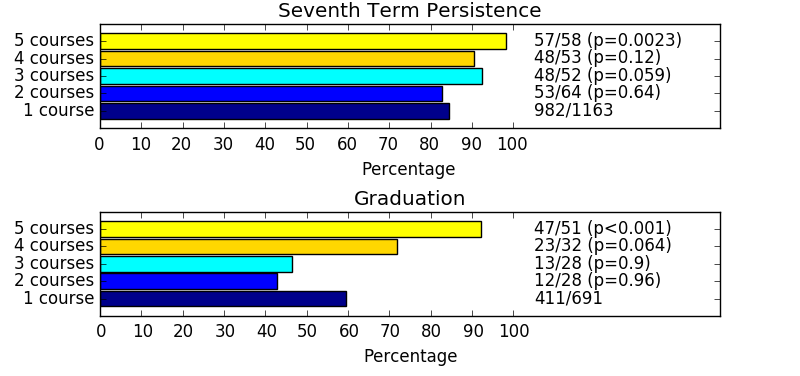 Seventh Term Persistence
5 courses 57/58 (p=0.0023)
4 courses 48/53 (p=0.12)
3 courses 48/52 (p=0.059)
2 courses 53/64 (p=0.64)
1 course 982/1163
0 10 20 30 40 50 60 70 80 90 100
Percentage
Graduation
5 courses 47/51 (p<0.001)
4 courses 23/32 (p=0.064)
3 courses 13/28 (p=0.9)
2 courses 12/28 (p=0.96)
1 course 411/691
0 10 20 30 40 50 60 70 80 90 100
Percentage